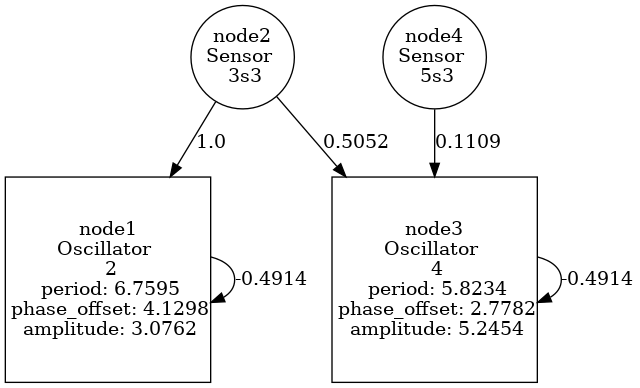 node2
Sensor
3s3
node4
Sensor
5s3
1.0
0.5052
0.1109
node1
Oscillator
2
period: 6.7595
phase_offset: 4.1298
amplitude: 3.0762
-0.4914
node3
Oscillator
4
period: 5.8234
phase_offset: 2.7782
amplitude: 5.2454
-0.4914